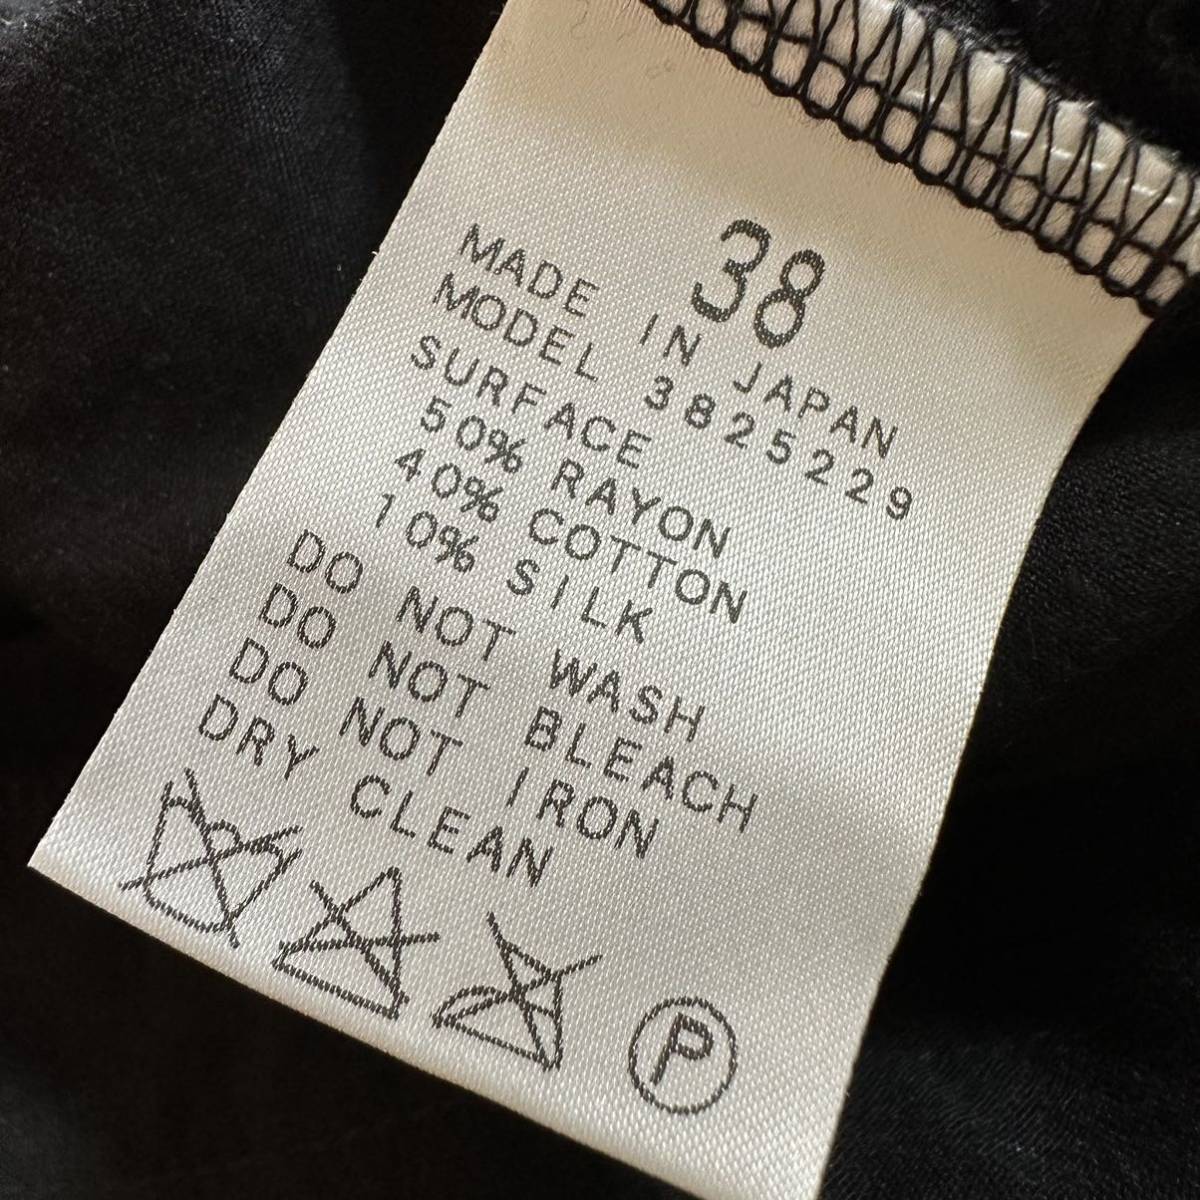 38
MADE IN JAPAN
MODEL 3825229
SURFACE
50% RAYON
40% COTTON
10% SILK
DO NOT WASH
DO NOT BLEACH
DO NOT IRON
DRY CLEAN
P